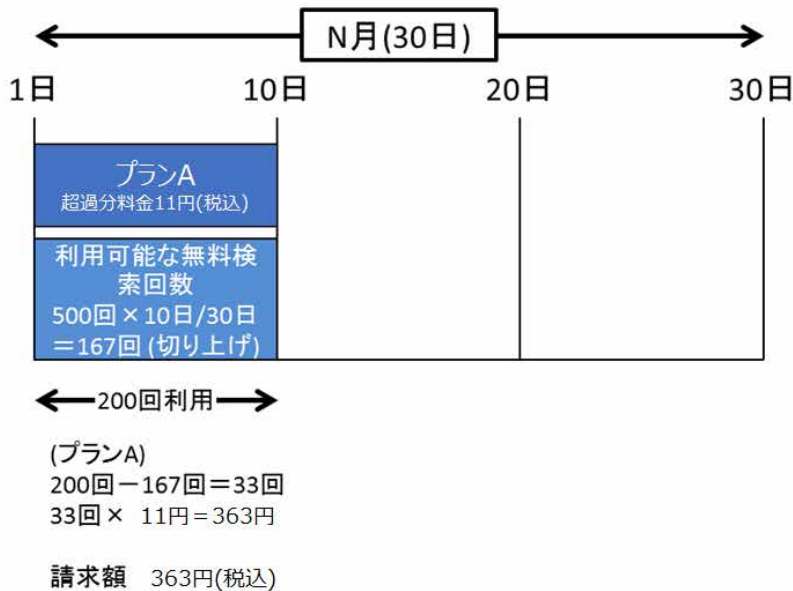 N月(30日)
1日 10日 20日 30日
プランA
超過分料金11円(税込)
利用可能な無料検
索回数
500回×10日/30日
=167回(切り上げ)
200回利用
(プランA)
200回-167回=33回
33回× 11円=363円
請求額 363円(税込)